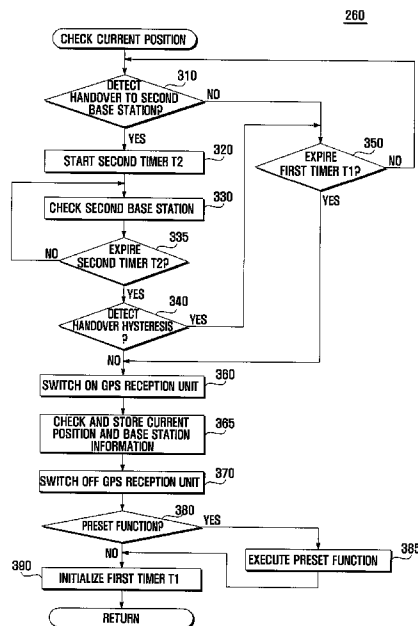 260
CHECK CURRENT POSITION
310
DETECT
HANDOVER TO SECOND
BASE STATION?
NO
YES
320
START SECOND TIMER T2
350
EXPIRE
FIRST TIMER T1?
NO
YES
330
CHECK SECOND BASE STATION
335
EXPIRE
SECOND TIMER T2?
NO
YES
340
DETECT
HANDOVER HYSTERESIS
?
YES
NO
360
SWITCH ON GPS RECEPTION UNIT
365
CHECK AND STORE CURRENT
POSITION AND BASE STATION
INFORMATION
370
SWITCH OFF GPS RECEPTION UNIT
380
PRESET FUNCTION?
YES
NO
385
EXECUTE PRESET FUNCTION
390
INITIALIZE FIRST TIMER T1
RETURN